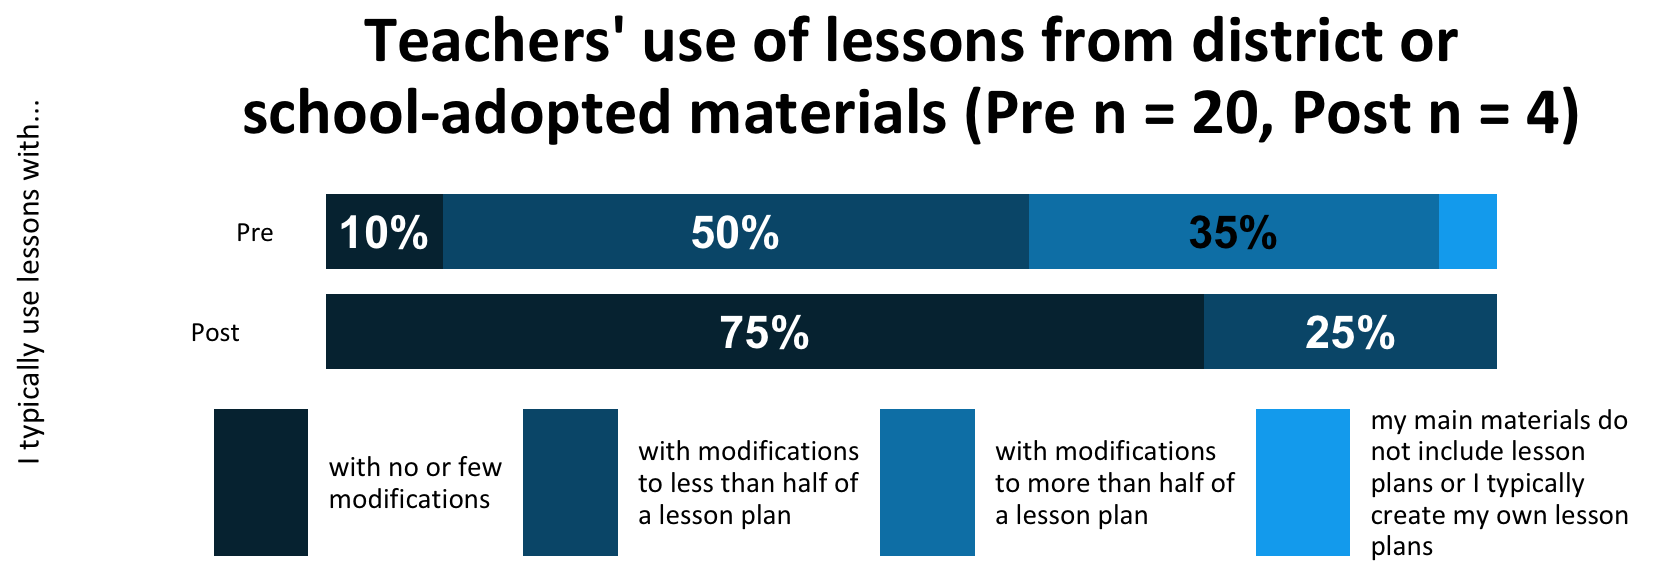 Teachers' use of lessons from district or
school-adopted materials (Pre n = 20, Post n = 4)
I typically use lessons with...
Pre
10%
50%
35%
Post
75%
25%
with no or few
modifications
with modifications
to less than half of
a lesson plan
with modifications
to more than half of
a lesson plan
my main materials do
not include lesson
plans or I typically
create my own lesson
plans